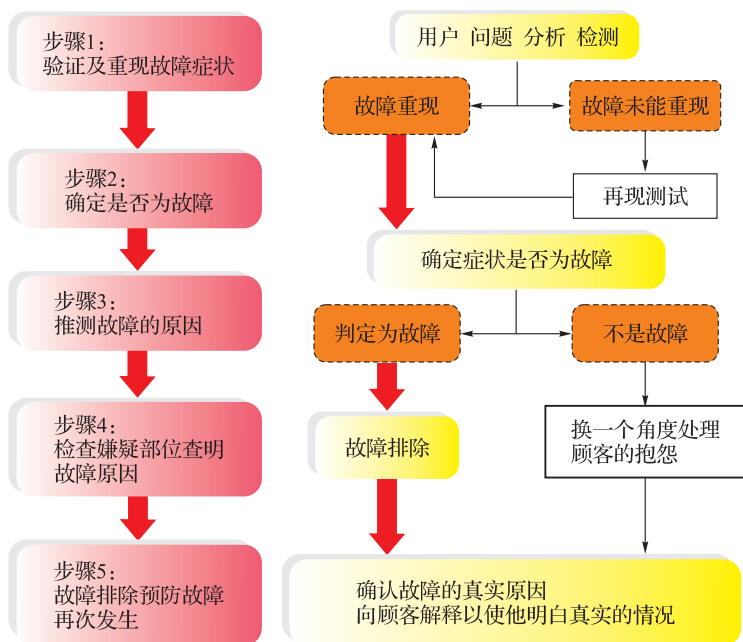 步骤1：
验证及重现故障症状
步骤2：
确定是否为故障
步骤3：
推测故障的原因
步骤4：
检查嫌疑部位查明
故障原因
步骤5：
故障排除预防故障
再次发生
用户 问题 分析 检测
故障重现
故障未能重现
再现测试
确定症状是否为故障
判定为故障
不是故障
故障排除
换一个角度处理
顾客的抱怨
确认故障的真实原因
向顾客解释以使他明白真实的情况